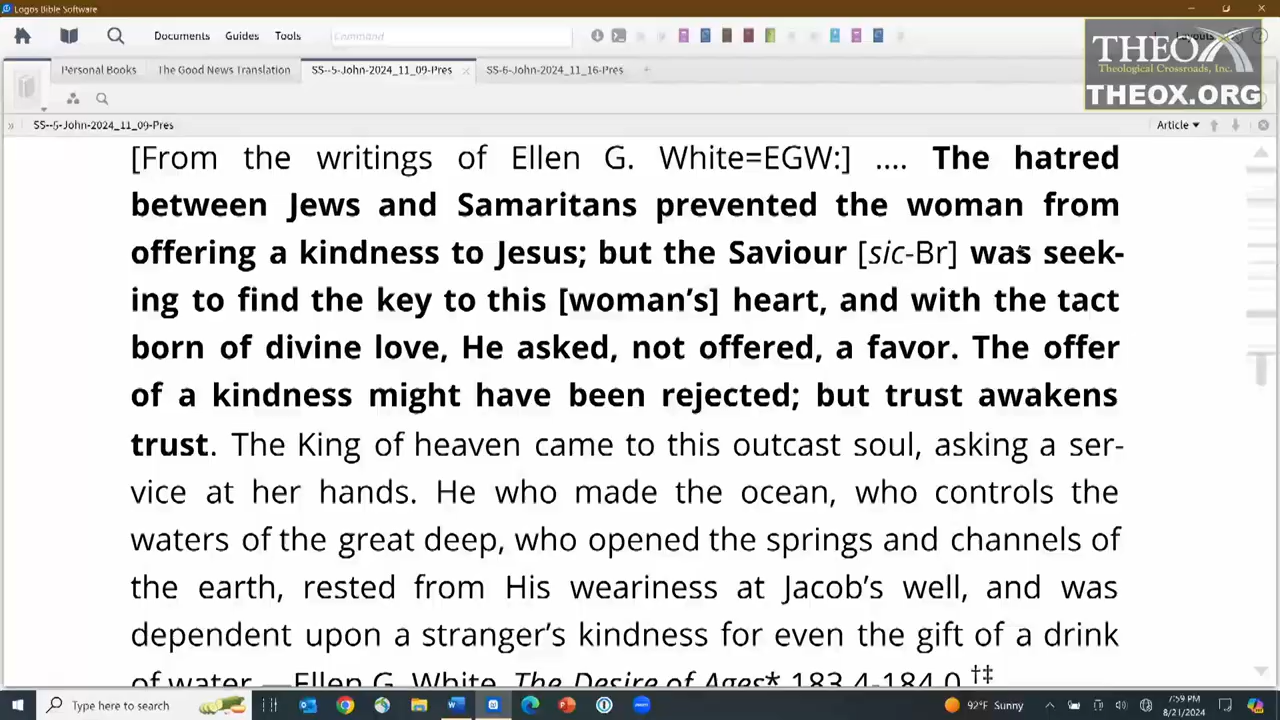 Logos Bible Software
Documents Guides Tools Command Layouts
THEOX
Theological Crossroads, Inc.
THEOX.ORG
Personal Books The Good News Translation SS--5-John-2024_11_09-Pres SS-6-John-2024_11_16-Pres
SS--5-John-2024_11_09-Pres Article
[From the writings of Ellen G. White=EGW:] .... The hatred
between Jews and Samaritans prevented the woman from
offering a kindness to Jesus; but the Saviour [sic-Br] was seek-
ing to find the key to this [woman's] heart, and with the tact
born of divine love, He asked, not offered, a favor. The offer
of a kindness might have been rejected; but trust awakens
trust. The King of heaven came to this outcast soul, asking a ser-
vice at her hands. He who made the ocean, who controls the
waters of the great deep, who opened the springs and channels of
the earth, rested from His weariness at Jacob's well, and was
dependent upon a stranger's kindness for even the gift of a drink
of water.—Ellen G. White, The Desire of Ages* 183.4-184.0.†‡
Type here to search 92°F Sunny 7:59 PM
8/21/2024